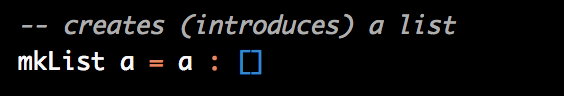 -- creates (introduces) a list
mkList a = a : []